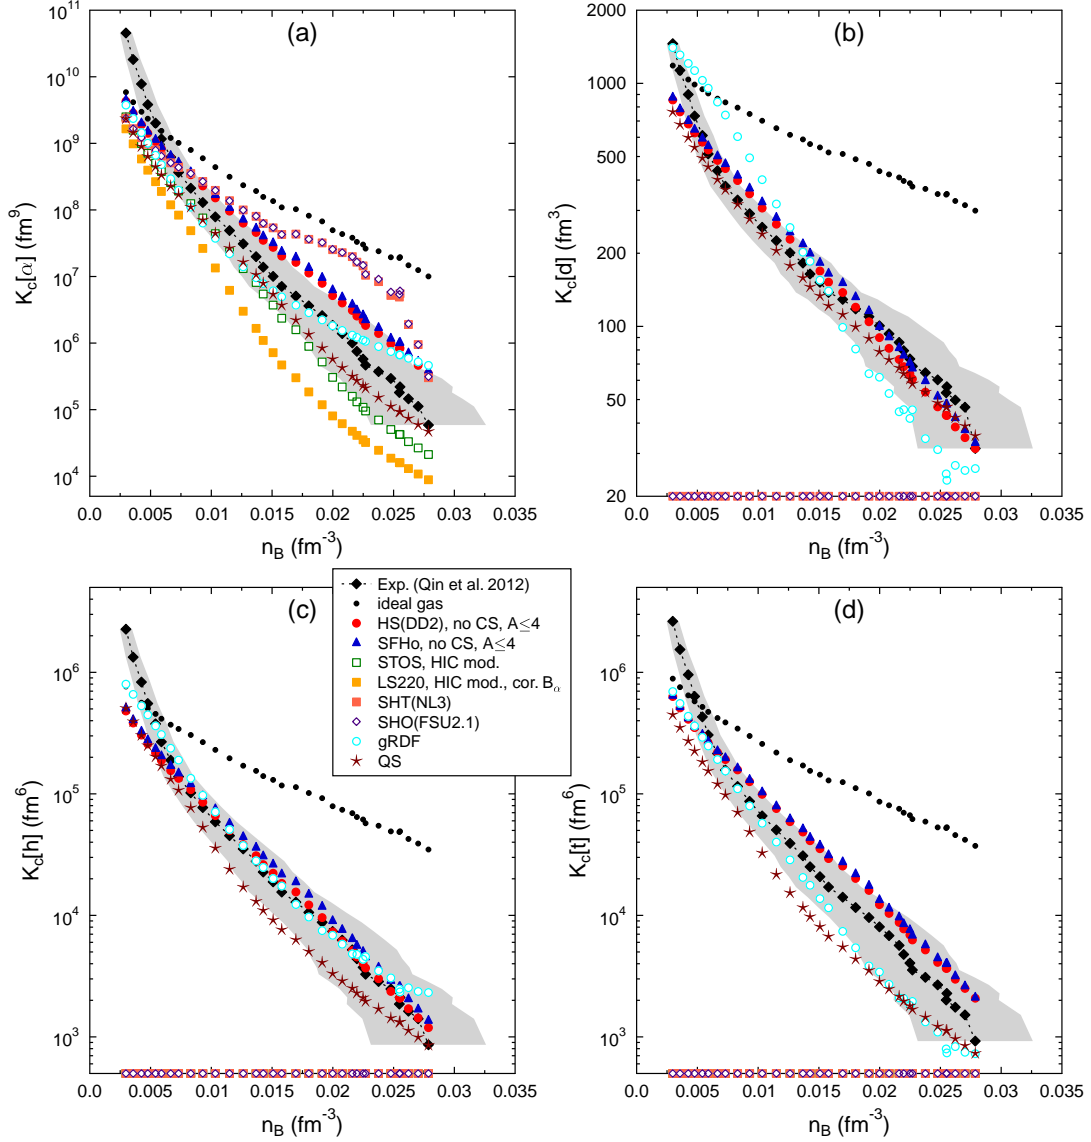 (a)
K_c[α] (fm^9)
10^11
10^10
10^9
10^8
10^7
10^6
10^5
10^4
0.0 0.005 0.01 0.015 0.02 0.025 0.03 0.035
n_B (fm^-3)
(b)
K_c[d] (fm^3)
2000
1000
500
200
100
50
20
0.0 0.005 0.01 0.015 0.02 0.025 0.03 0.035
n_B (fm^-3)
(c)
K_c[h] (fm^6)
10^6
10^5
10^4
10^3
0.0 0.005 0.01 0.015 0.02 0.025 0.03 0.035
n_B (fm^-3)
Exp. (Qin et al. 2012)
ideal gas
HS(DD2), no CS, A≤4
SFHo, no CS, A≤4
STOS, HIC mod.
LS220, HIC mod., cor. B_α
SHT(NL3)
SHO(FSU2.1)
gRDF
QS
(d)
K_c[t] (fm^6)
10^6
10^5
10^4
10^3
0.0 0.005 0.01 0.015 0.02 0.025 0.03 0.035
n_B (fm^-3)